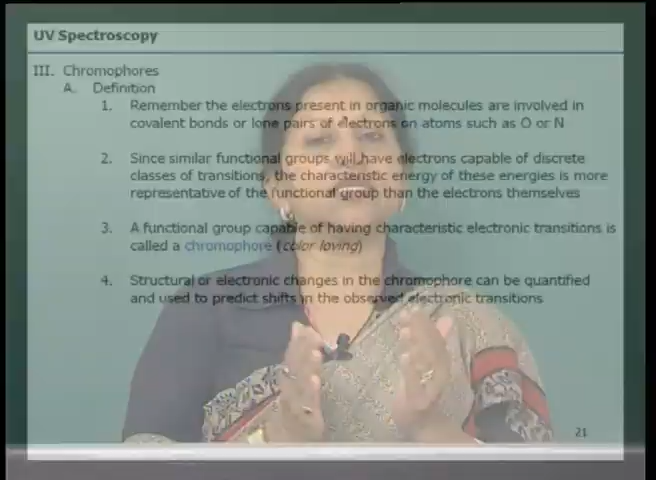 UV Spectroscopy
III. Chromophores
A. Definition
1. Remember the electrons present in organic molecules are involved in
covalent bonds or lone pairs of electrons on atoms such as O or N
2. Since similar functional groups will have electrons capable of discrete
classes of transitions, the characteristic energy of these energies is more
representative of the functional group than the electrons themselves
3. A functional group capable of having characteristic electronic transitions is
called a chromophore (color loving)
4. Structural or electronic changes in the chromophore can be quantified
and used to predict shifts in the observed electronic transitions
21